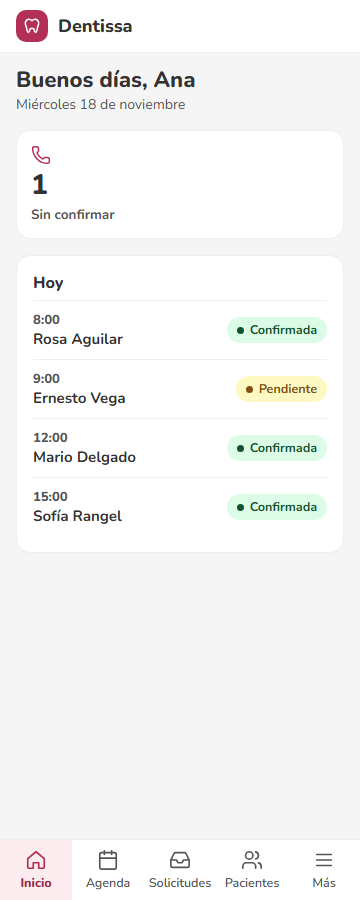 Dentissa
Buenos días, Ana
Miércoles 18 de noviembre
1
Sin confirmar
Hoy
8:00
Rosa Aguilar
Confirmada
9:00
Ernesto Vega
Pendiente
12:00
Mario Delgado
Confirmada
15:00
Sofía Rangel
Confirmada
Inicio
Agenda
Solicitudes
Pacientes
Más